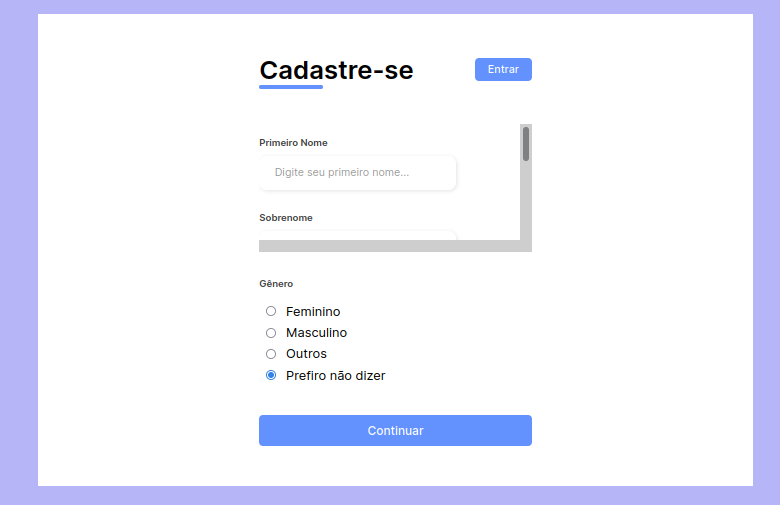 Cadastre-se
Entrar
Primeiro Nome
Digite seu primeiro nome...
Sobrenome
Gênero
Feminino
Masculino
Outros
Prefiro não dizer
Continuar